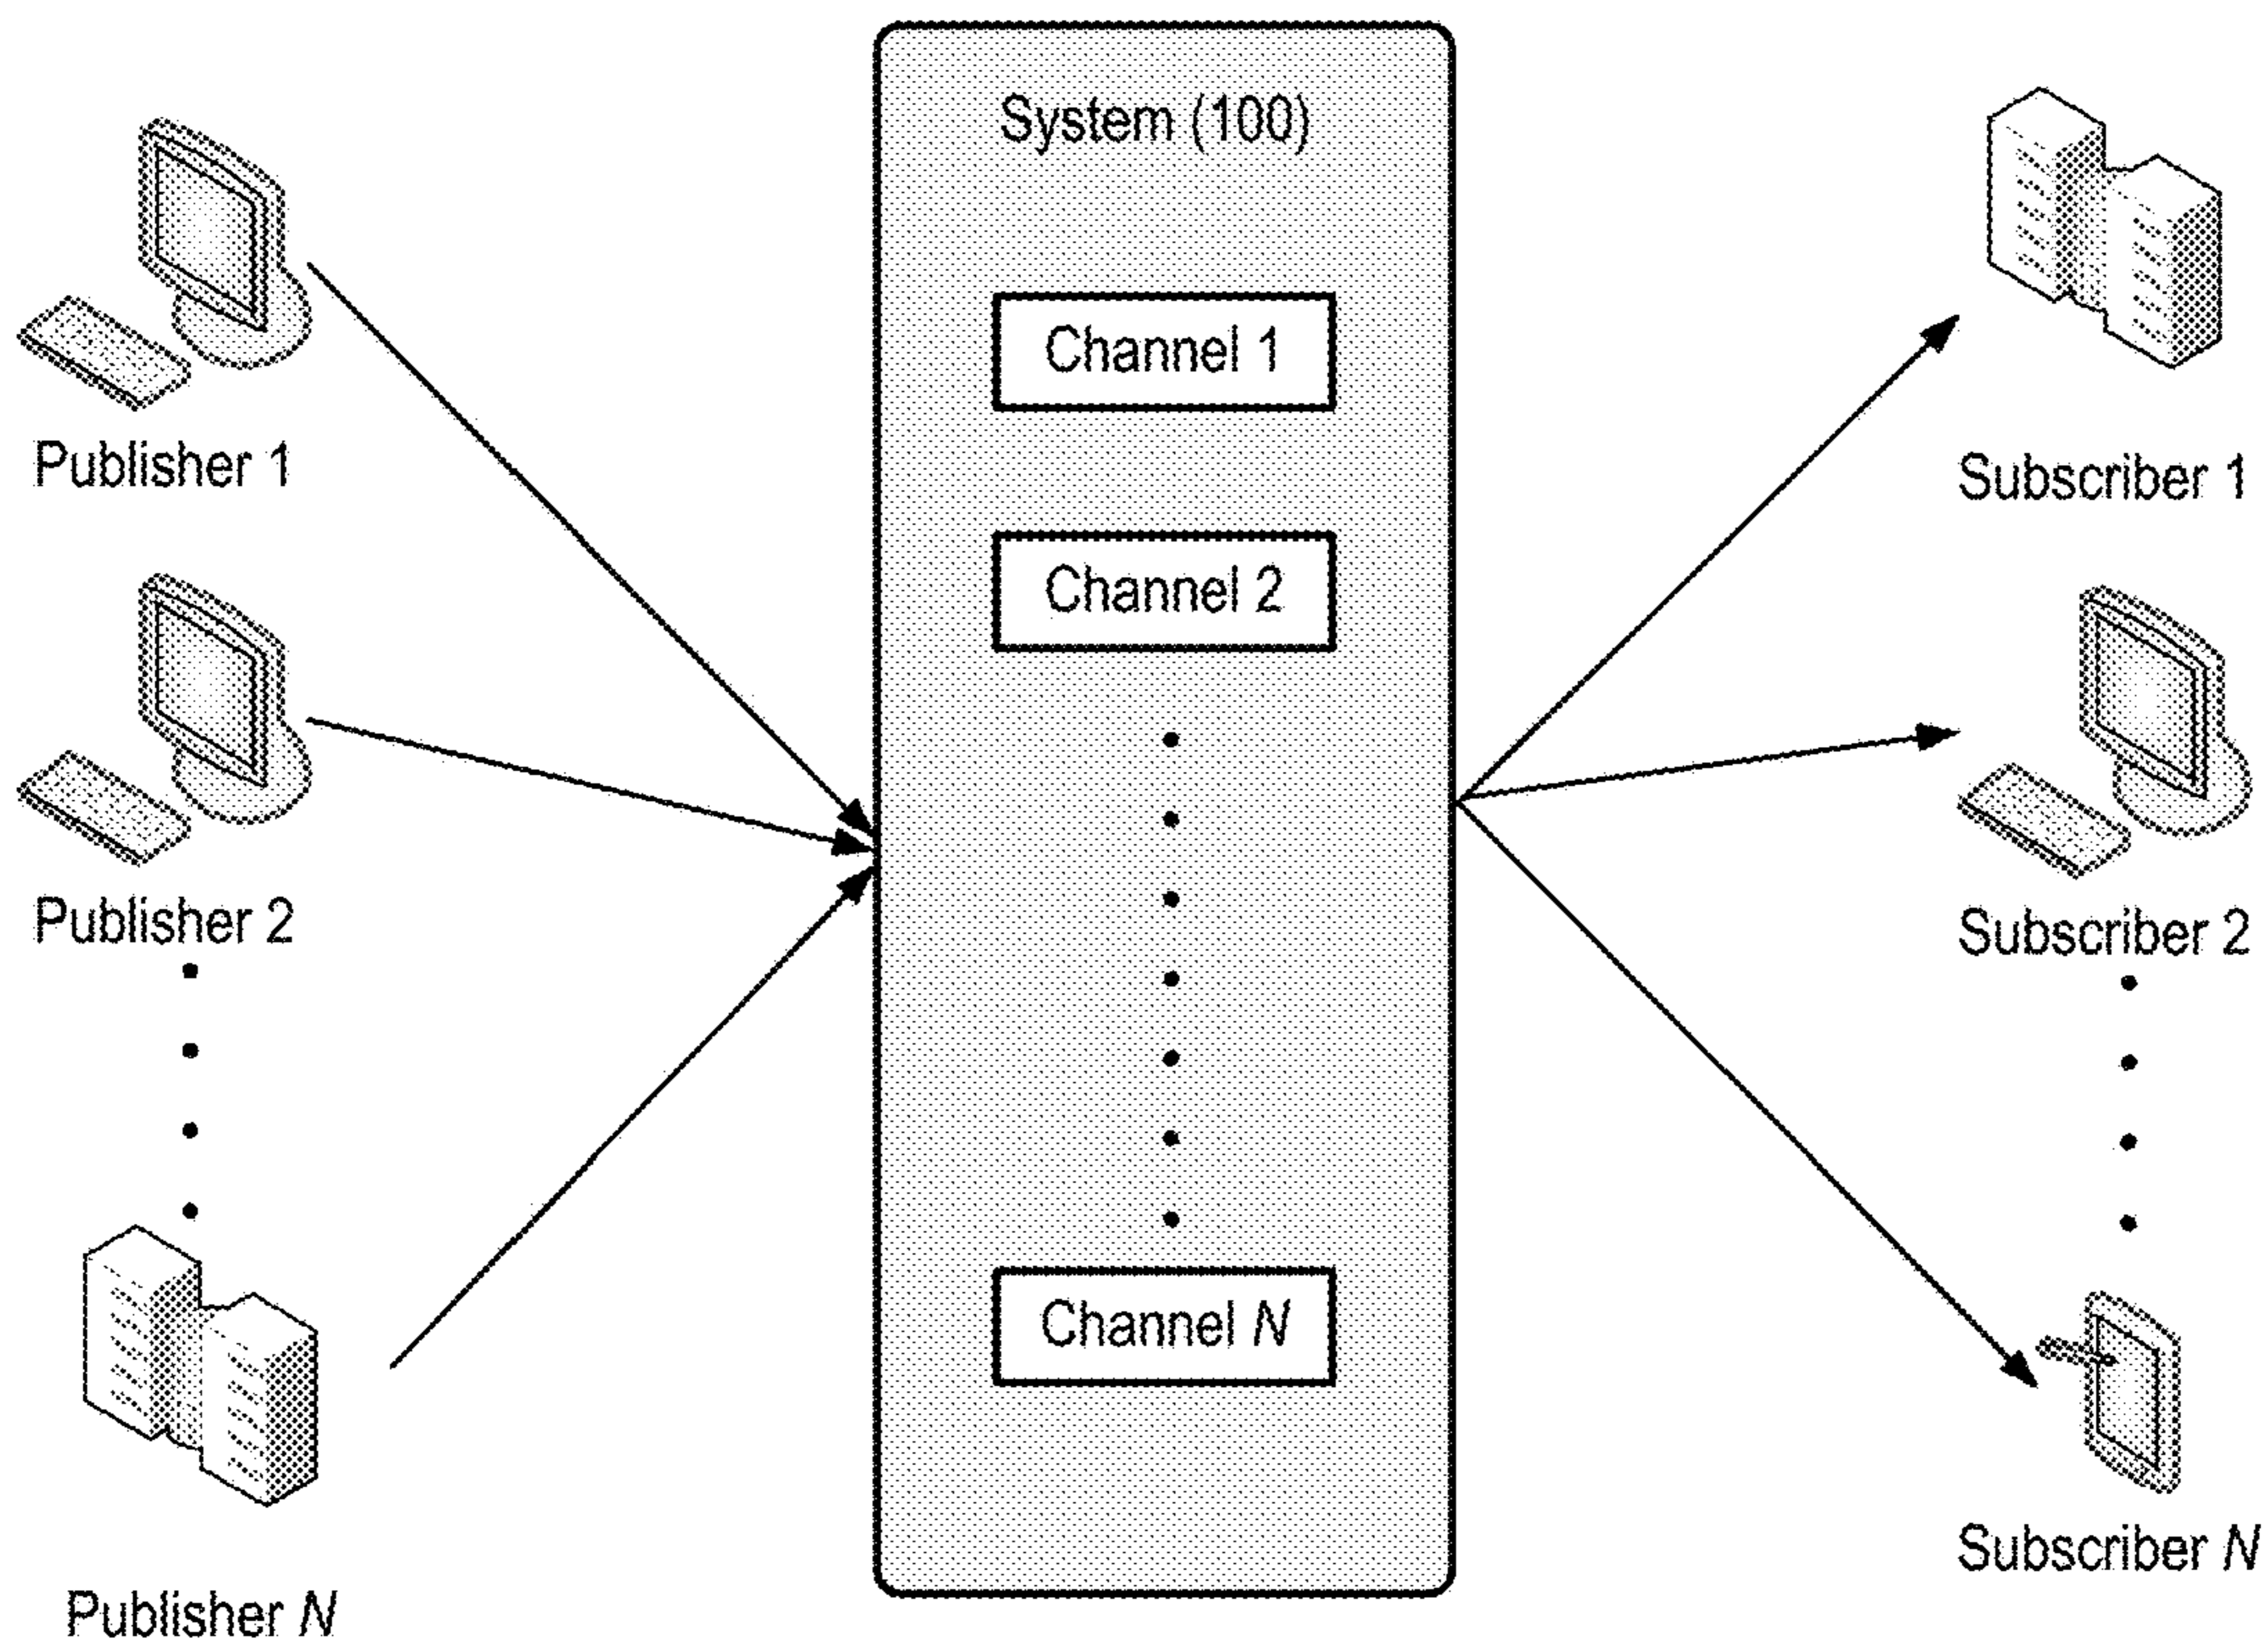 System (100)
Channel 1
Channel 2
Channel N
Publisher 1
Publisher 2
Publisher N
Subscriber 1
Subscriber 2
Subscriber N